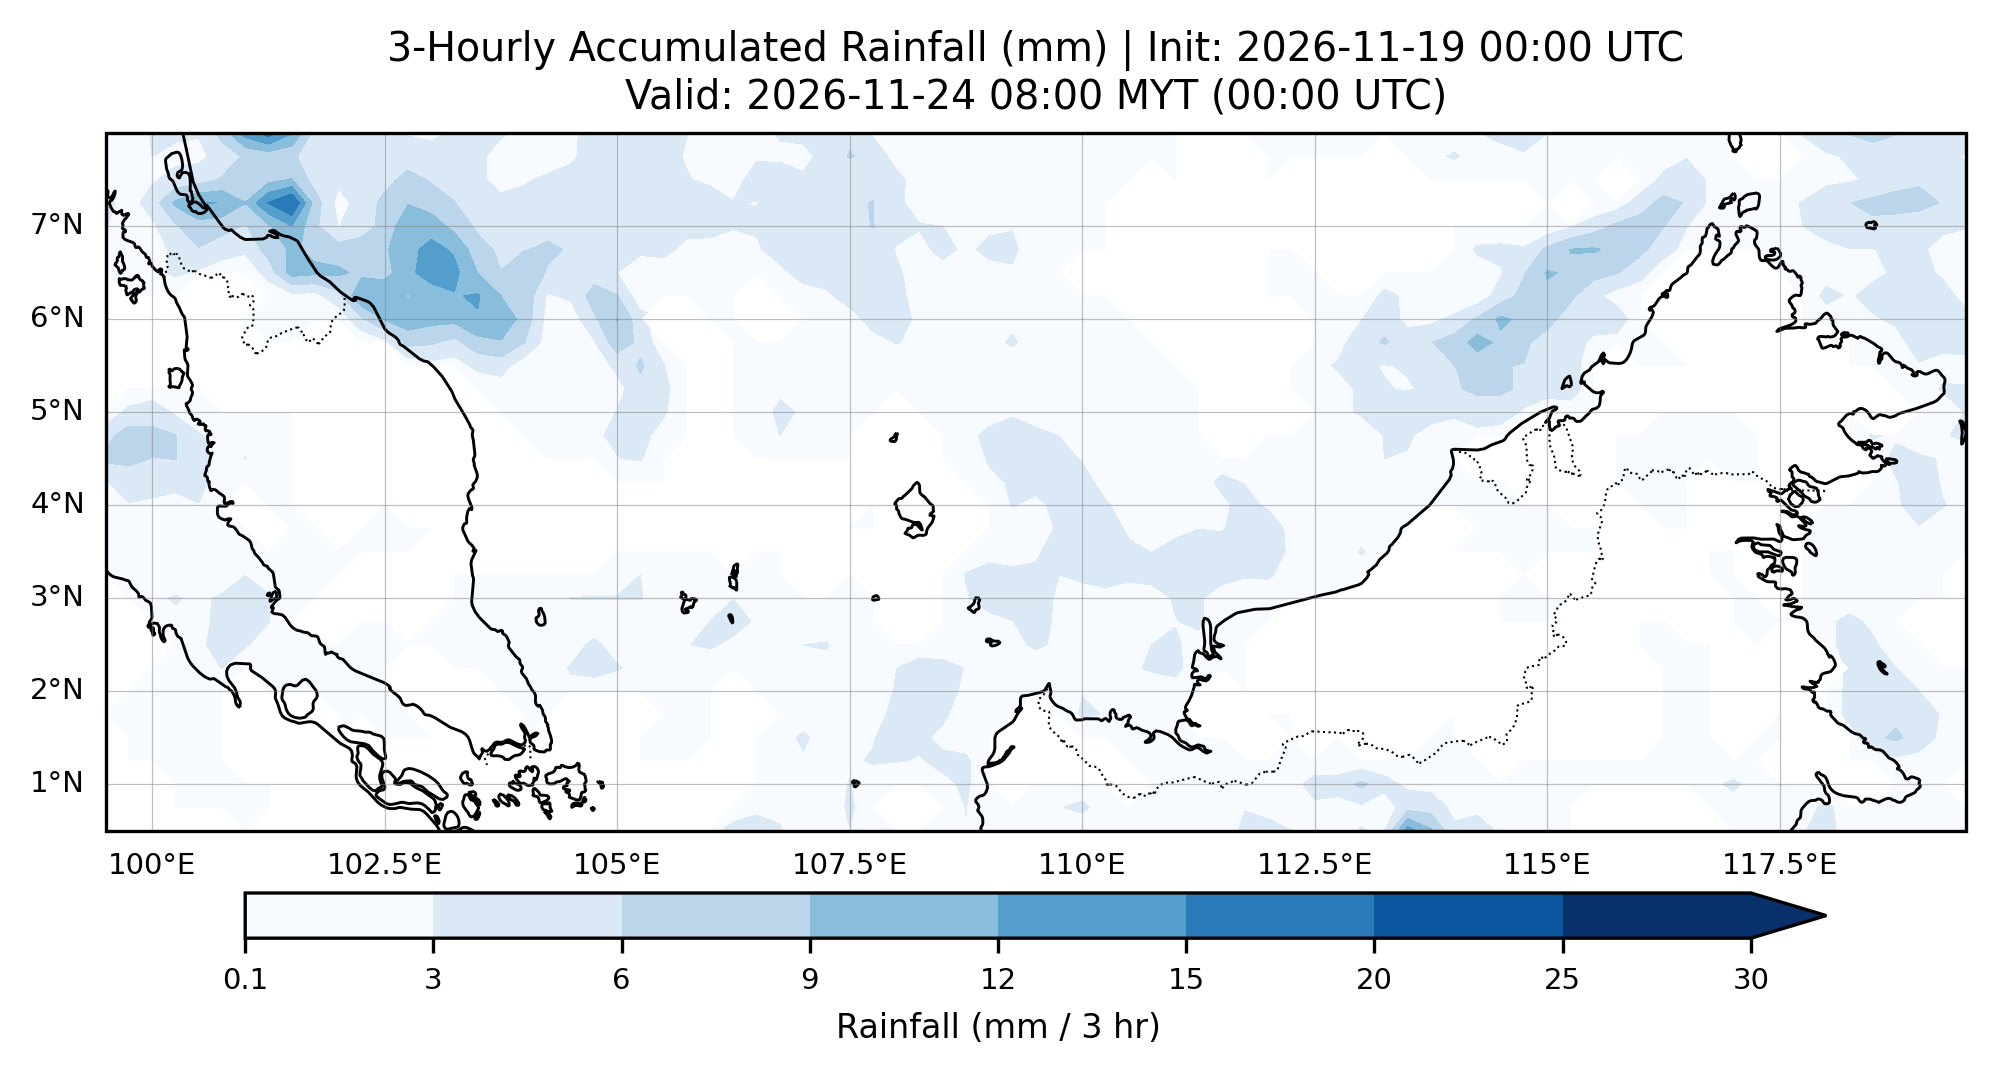 3-Hourly Accumulated Rainfall (mm) | Init: 2026-11-19 00:00 UTC
Valid: 2026-11-24 08:00 MYT (00:00 UTC)
7°N
6°N
5°N
4°N
3°N
2°N
1°N
100°E 102.5°E 105°E 107.5°E 110°E 112.5°E 115°E 117.5°E
0.1 3 6 9 12 15 20 25 30
Rainfall (mm / 3 hr)